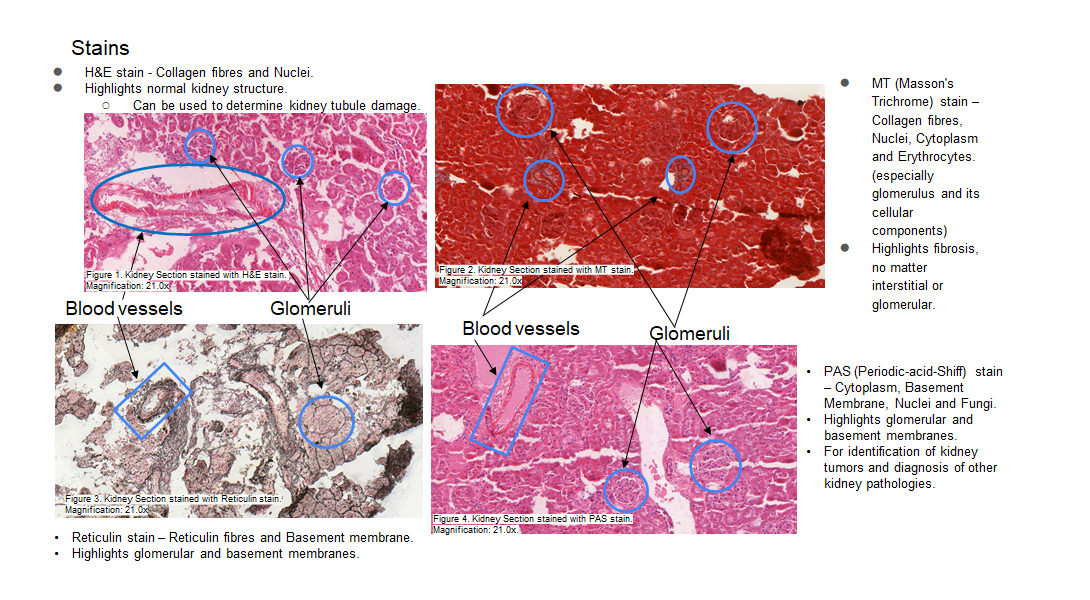 Stains
● H&E stain - Collagen fibres and Nuclei.
● Highlights normal kidney structure.
○ Can be used to determine kidney tubule damage.
Figure 1. Kidney Section stained with H&E stain.
Magnification: 21.0x
Figure 2. Kidney Section stained with MT stain.
Magnification: 21.0x
● MT (Masson's
Trichrome) stain –
Collagen fibres,
Nuclei, Cytoplasm
and Erythrocytes.
(especially
glomerulus and its
cellular
components)
● Highlights fibrosis,
no matter
interstitial or
glomerular.
Blood vessels
Glomeruli
Blood vessels
Glomeruli
Figure 3. Kidney Section stained with Reticulin stain.
Magnification: 21.0x
Figure 4. Kidney Section stained with PAS stain.
Magnification: 21.0x
• PAS (Periodic-acid-Shiff) stain
– Cytoplasm, Basement
Membrane, Nuclei and Fungi.
• Highlights glomerular and
basement membranes.
• For identification of kidney
tumors and diagnosis of other
kidney pathologies.
• Reticulin stain – Reticulin fibres and Basement membrane.
• Highlights glomerular and basement membranes.